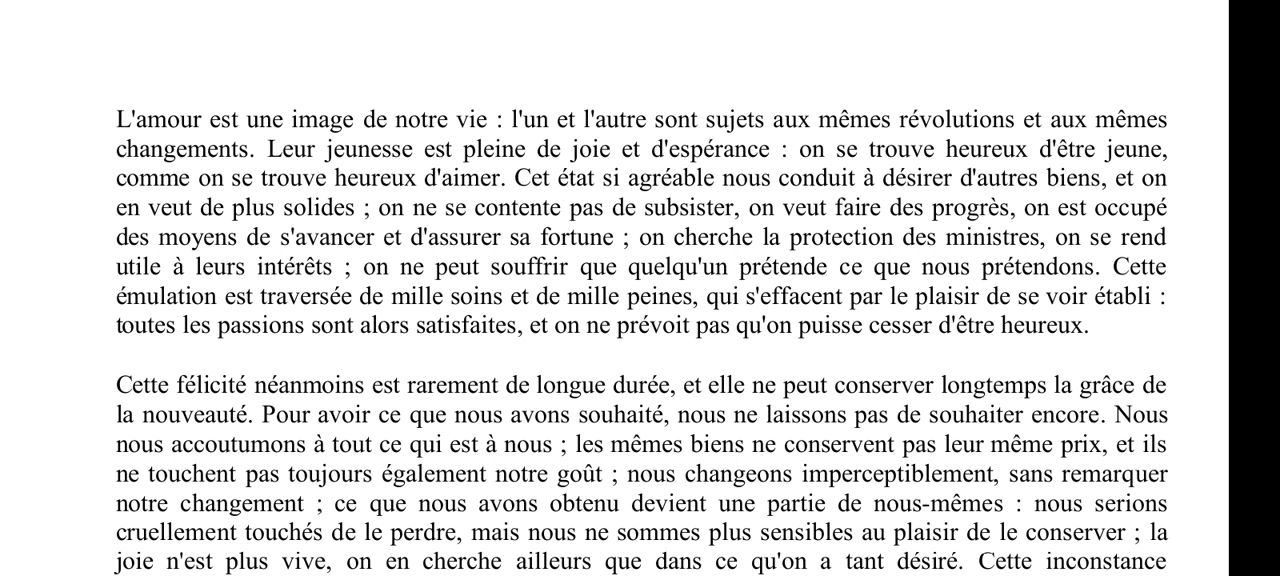 L'amour est une image de notre vie : l'un et l'autre sont sujets aux mêmes révolutions et aux mêmes
changements. Leur jeunesse est pleine de joie et d'espérance : on se trouve heureux d'être jeune,
comme on se trouve heureux d'aimer. Cet état si agréable nous conduit à désirer d'autres biens, et on
en veut de plus solides ; on ne se contente pas de subsister, on veut faire des progrès, on est occupé
des moyens de s'avancer et d'assurer sa fortune ; on cherche la protection des ministres, on se rend
utile à leurs intérêts ; on ne peut souffrir que quelqu'un prétende ce que nous prétendons. Cette
émulation est traversée de mille soins et de mille peines, qui s'effacent par le plaisir de se voir établi :
toutes les passions sont alors satisfaites, et on ne prévoit pas qu'on puisse cesser d'être heureux.
Cette félicité néanmoins est rarement de longue durée, et elle ne peut conserver longtemps la grâce de
la nouveauté. Pour avoir ce que nous avons souhaité, nous ne laissons pas de souhaiter encore. Nous
nous accoutumons à tout ce qui est à nous ; les mêmes biens ne conservent pas leur même prix, et ils
ne touchent pas toujours également notre goût ; nous changeons imperceptiblement, sans remarquer
notre changement ; ce que nous avons obtenu devient une partie de nous-mêmes : nous serions
cruellement touchés de le perdre, mais nous ne sommes plus sensibles au plaisir de le conserver ; la
joie n'est plus vive, on en cherche ailleurs que dans ce qu'on a tant désiré. Cette inconstance